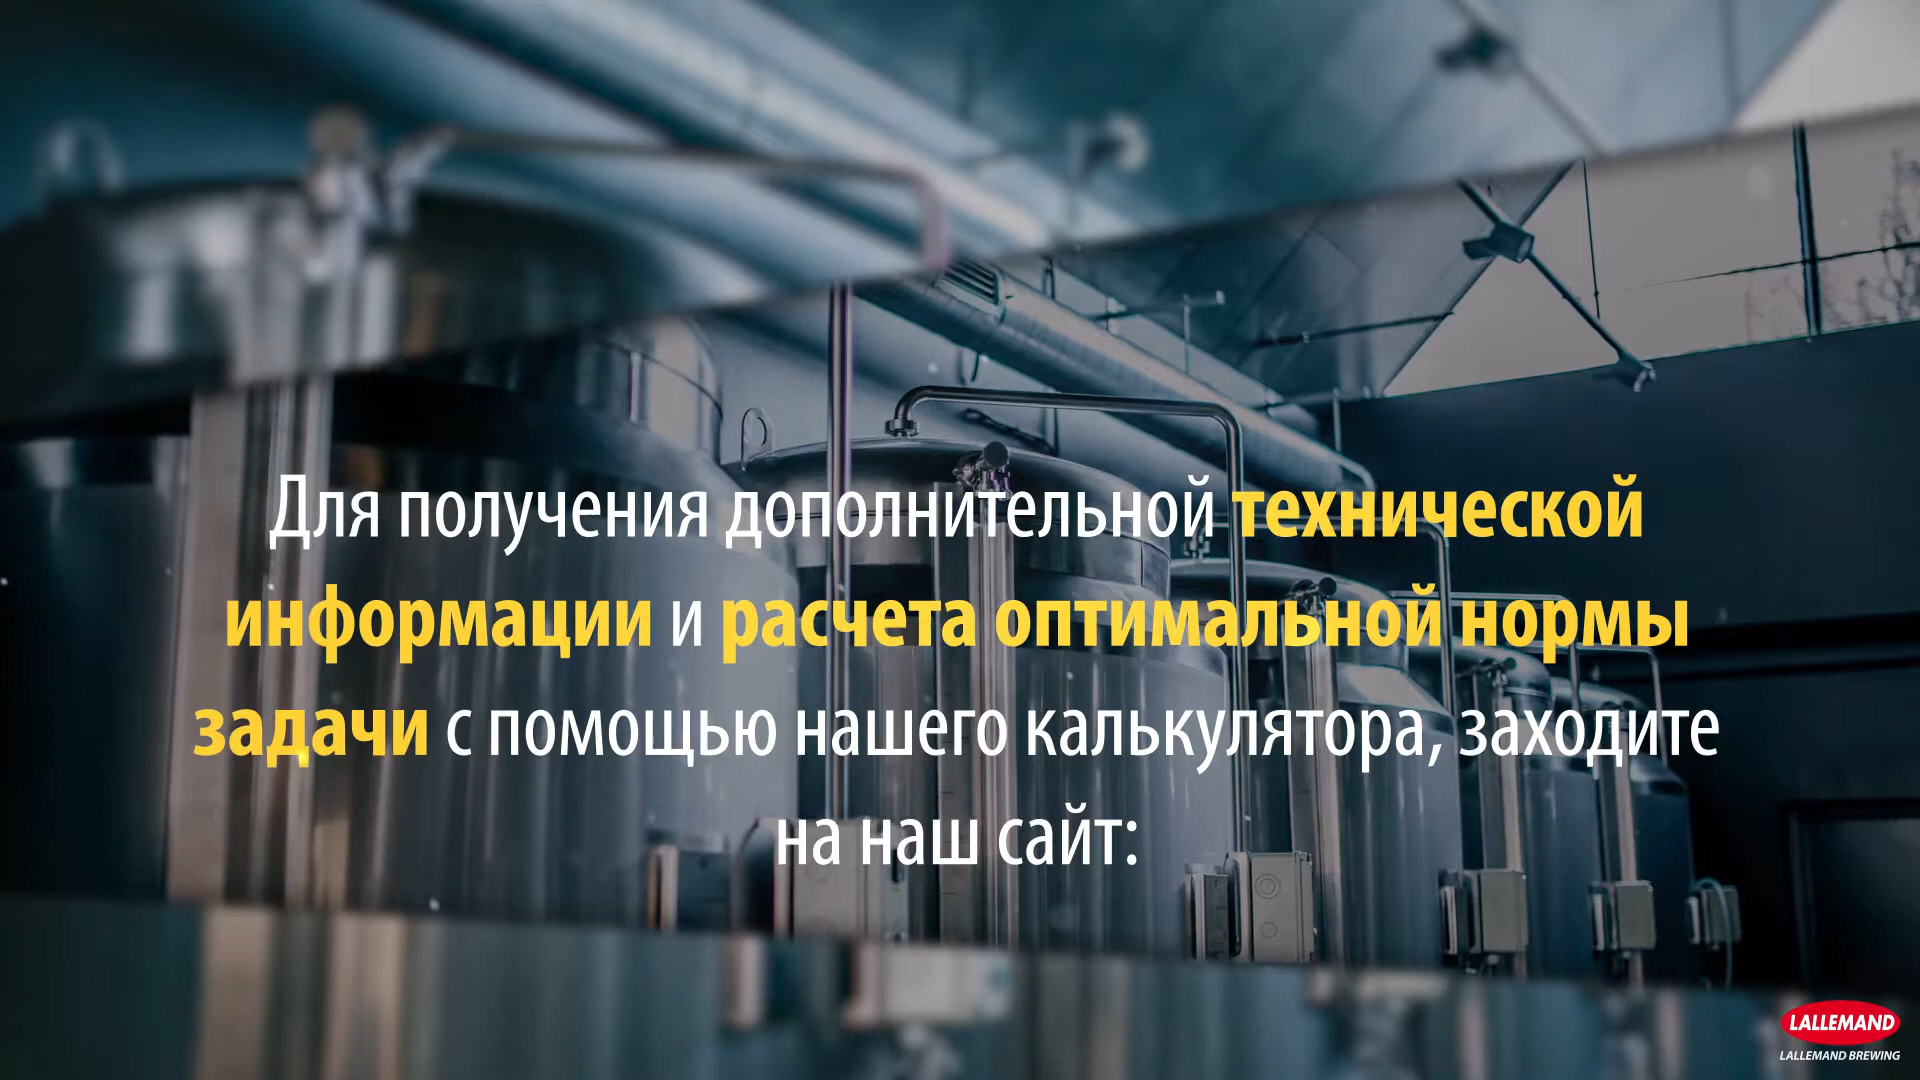 Для получения дополнительной технической
информации и расчета оптимальной нормы
задачи с помощью нашего калькулятора, заходите
на наш сайт:
LALLEMAND
LALLEMAND BREWING